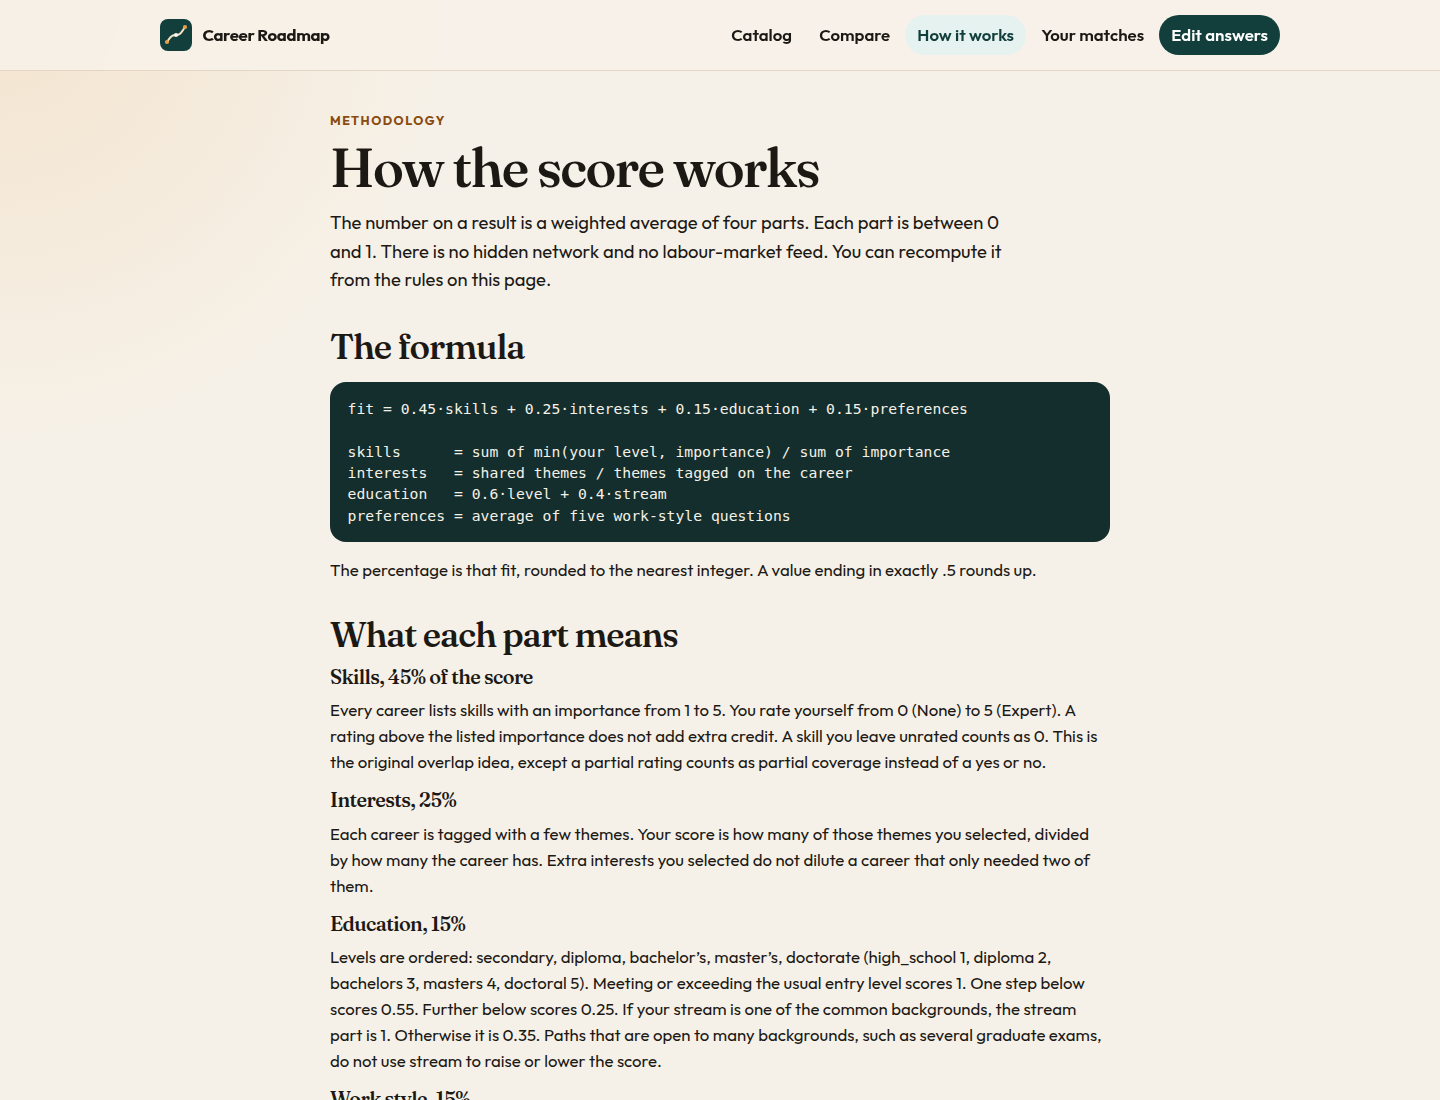 Career Roadmap
Catalog
Compare
How it works
Your matches
Edit answers
METHODOLOGY
How the score works
The number on a result is a weighted average of four parts. Each part is between 0
and 1. There is no hidden network and no labour-market feed. You can recompute it
from the rules on this page.
The formula
fit = 0.45·skills + 0.25·interests + 0.15·education + 0.15·preferences
skills      = sum of min(your level, importance) / sum of importance
interests   = shared themes / themes tagged on the career
education   = 0.6·level + 0.4·stream
preferences = average of five work-style questions
The percentage is that fit, rounded to the nearest integer. A value ending in exactly .5 rounds up.
What each part means
Skills, 45% of the score
Every career lists skills with an importance from 1 to 5. You rate yourself from 0 (None) to 5 (Expert). A
rating above the listed importance does not add extra credit. A skill you leave unrated counts as 0. This is
the original overlap idea, except a partial rating counts as partial coverage instead of a yes or no.
Interests, 25%
Each career is tagged with a few themes. Your score is how many of those themes you selected, divided
by how many the career has. Extra interests you selected do not dilute a career that only needed two of
them.
Education, 15%
Levels are ordered: secondary, diploma, bachelor’s, master’s, doctorate (high_school 1, diploma 2,
bachelors 3, masters 4, doctoral 5). Meeting or exceeding the usual entry level scores 1. One step below
scores 0.55. Further below scores 0.25. If your stream is one of the common backgrounds, the stream
part is 1. Otherwise it is 0.35. Paths that are open to many backgrounds, such as several graduate exams,
do not use stream to raise or lower the score.
Work style, 15%